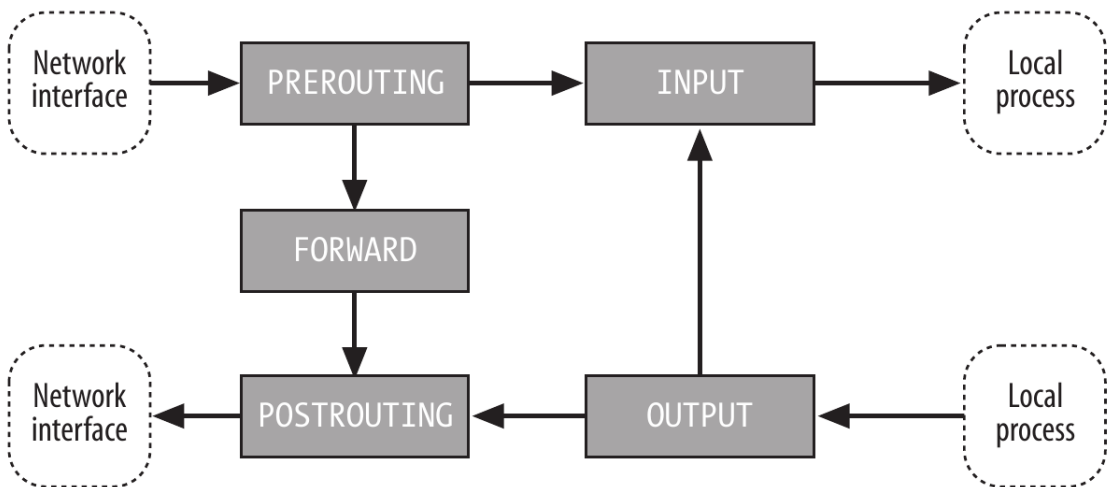 Network
interface
PREROUTING
INPUT
Local
process
FORWARD
Network
interface
POSTROUTING
OUTPUT
Local
process